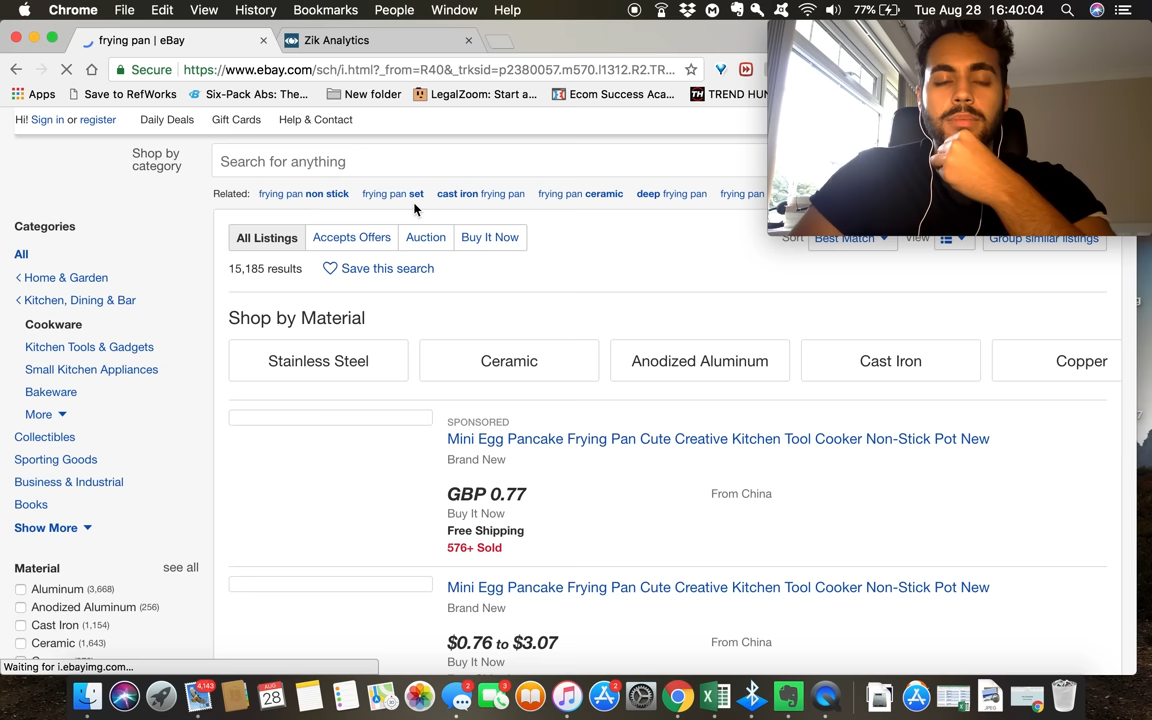 Chrome File Edit View History Bookmarks People Window Help 77% Tue Aug 28 16:40:04
frying pan | eBay Zik Analytics
Secure https://www.ebay.com/sch/i.html?_from=R40&_trksid=p2380057.m570.l1312.R2.TR...
Apps Save to RefWorks Six-Pack Abs: The... New folder LegalZoom: Start a... Ecom Success Aca... TH TREND HUN
Hi! Sign in or register Daily Deals Gift Cards Help & Contact
Shop by
category
Search for anything
Related: frying pan non stick frying pan set cast iron frying pan frying pan ceramic deep frying pan frying pan
Categories
All Listings Accepts Offers Auction Buy It Now Sort Best Match View Group similar listings
All
15,185 results Save this search
Home & Garden
Kitchen, Dining & Bar
Cookware
Kitchen Tools & Gadgets
Small Kitchen Appliances
Bakeware
More
Collectibles
Sporting Goods
Business & Industrial
Books
Show More
Shop by Material
Stainless Steel Ceramic Anodized Aluminum Cast Iron Copper
SPONSORED
Mini Egg Pancake Frying Pan Cute Creative Kitchen Tool Cooker Non-Stick Pot New
Brand New
GBP 0.77 From China
Buy It Now
Free Shipping
576+ Sold
Mini Egg Pancake Frying Pan Cute Creative Kitchen Tool Cooker Non-Stick Pot New
Brand New
$0.76 to $3.07 From China
Buy It Now
Material see all
Aluminum (3,668)
Anodized Aluminum (256)
Cast Iron (1,154)
Ceramic (1,643)
Waiting for i.ebayimg.com...
4,143 AUG 28 2 3 2
JPEG